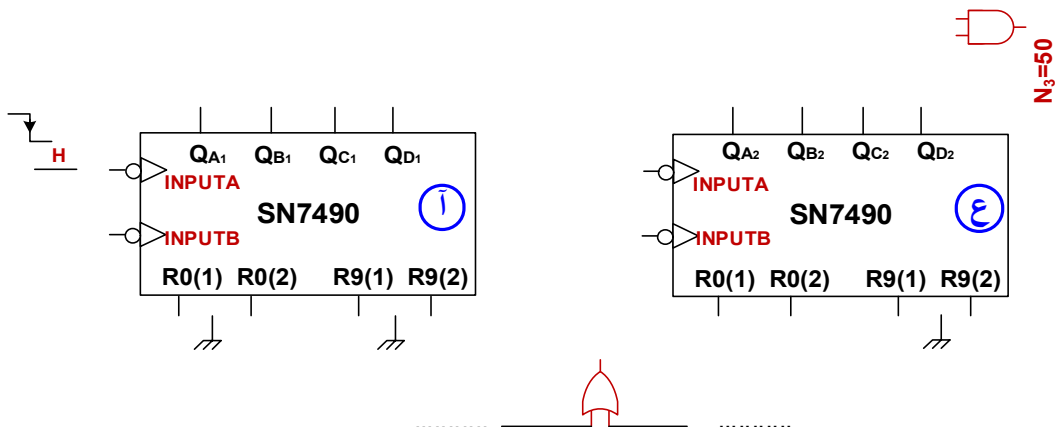 N₃=50
H
QA1 QB1 QC1 QD1
INPUTA
SN7490
آ
INPUTB
R0(1) R0(2) R9(1) R9(2)
QA2 QB2 QC2 QD2
INPUTA
SN7490
ع
INPUTB
R0(1) R0(2) R9(1) R9(2)